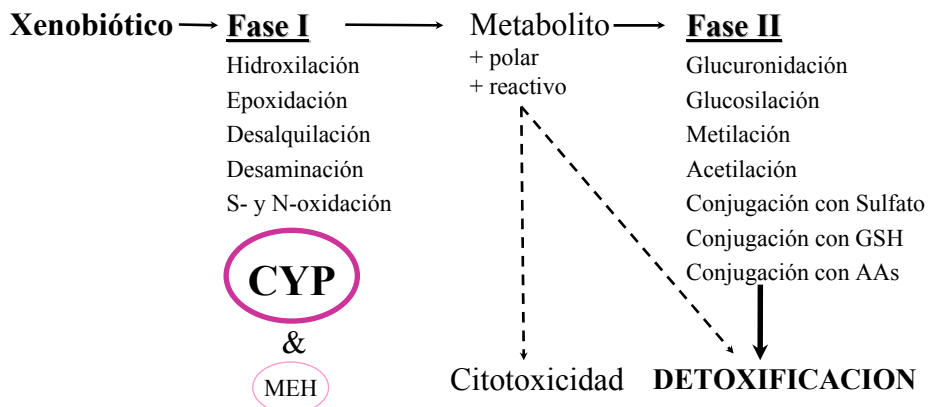 Xenobiótico
Fase I
Hidroxilación
Epoxidación
Desalquilación
Desaminación
S- y N-oxidación
CYP
&
MEH
Metabolito
+ polar
+ reactivo
Fase II
Glucuronidación
Glucosilación
Metilación
Acetilación
Conjugación con Sulfato
Conjugación con GSH
Conjugación con AAs
Citotoxicidad
DETOXIFICACION